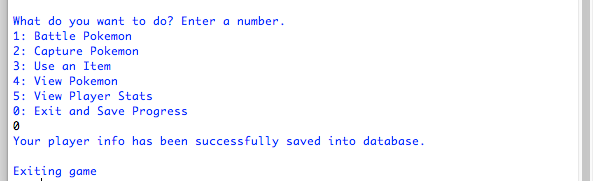 What do you want to do? Enter a number.
1: Battle Pokemon
2: Capture Pokemon
3: Use an Item
4: View Pokemon
5: View Player Stats
0: Exit and Save Progress
0
Your player info has been successfully saved into database.
Exiting game